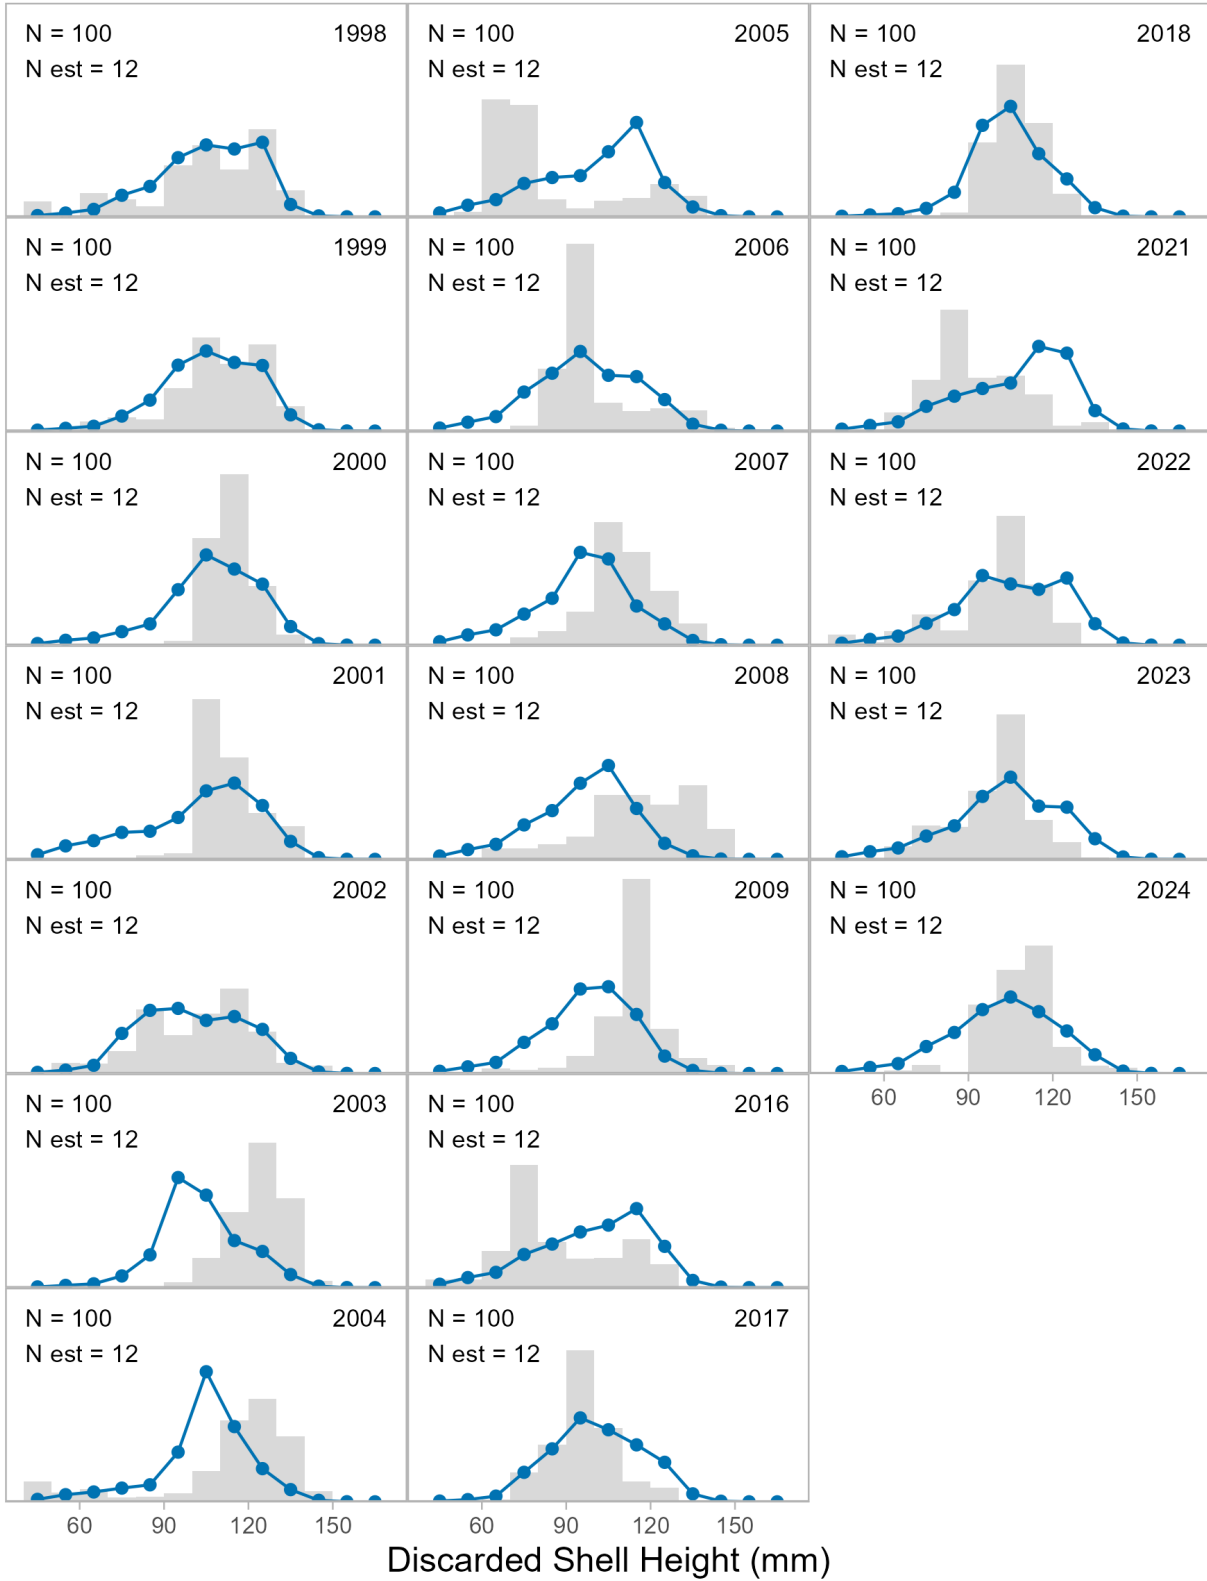 N = 100 1998
N est = 12
N = 100 2005
N est = 12
N = 100 2018
N est = 12
N = 100 1999
N est = 12
N = 100 2006
N est = 12
N = 100 2021
N est = 12
N = 100 2000
N est = 12
N = 100 2007
N est = 12
N = 100 2022
N est = 12
N = 100 2001
N est = 12
N = 100 2008
N est = 12
N = 100 2023
N est = 12
N = 100 2002
N est = 12
N = 100 2009
N est = 12
N = 100 2024
N est = 12
60 90 120 150
N = 100 2003
N est = 12
N = 100 2016
N est = 12
N = 100 2004
N est = 12
N = 100 2017
N est = 12
60 90 120 150
60 90 120 150
Discarded Shell Height (mm)